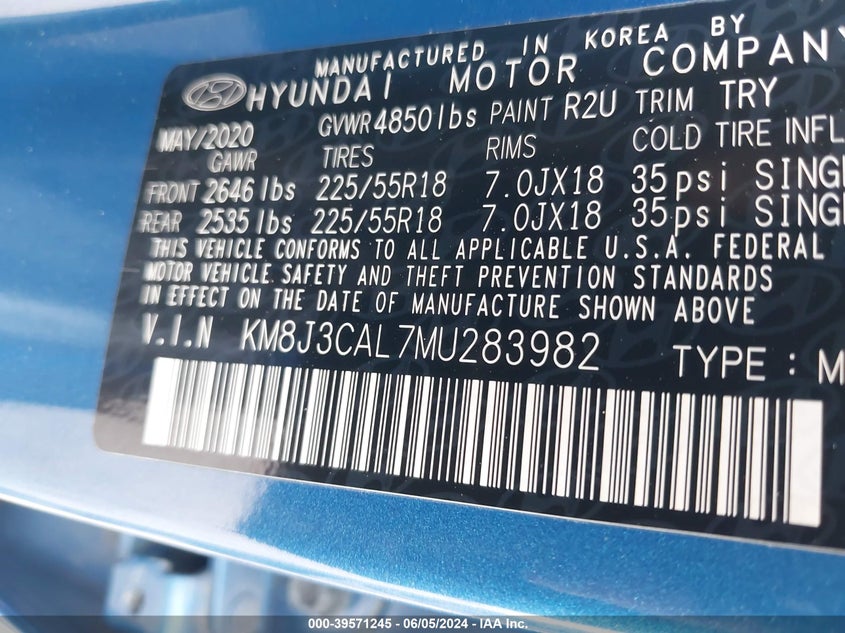 MANUFACTURED IN KOREA BY
HYUNDAI MOTOR COMPANY
MAY/2020 GVWR 4850 lbs PAINT R2U TRIM TRY
GAWR TIRES RIMS COLD TIRE INFL
FRONT 2646 lbs 225/55R18 7.0JX18 35psi SINGL
REAR 2535 lbs 225/55R18 7.0JX18 35psi SINGL
THIS VEHICLE CONFORMS TO ALL APPLICABLE U.S.A. FEDERAL
MOTOR VEHICLE SAFETY AND THEFT PREVENTION STANDARDS
IN EFFECT ON THE DATE OF MANUFACTURE SHOWN ABOVE
V.I.N KM8J3CAL7MU283982 TYPE : M
000-39571245 - 06/05/2024 - IAA Inc.